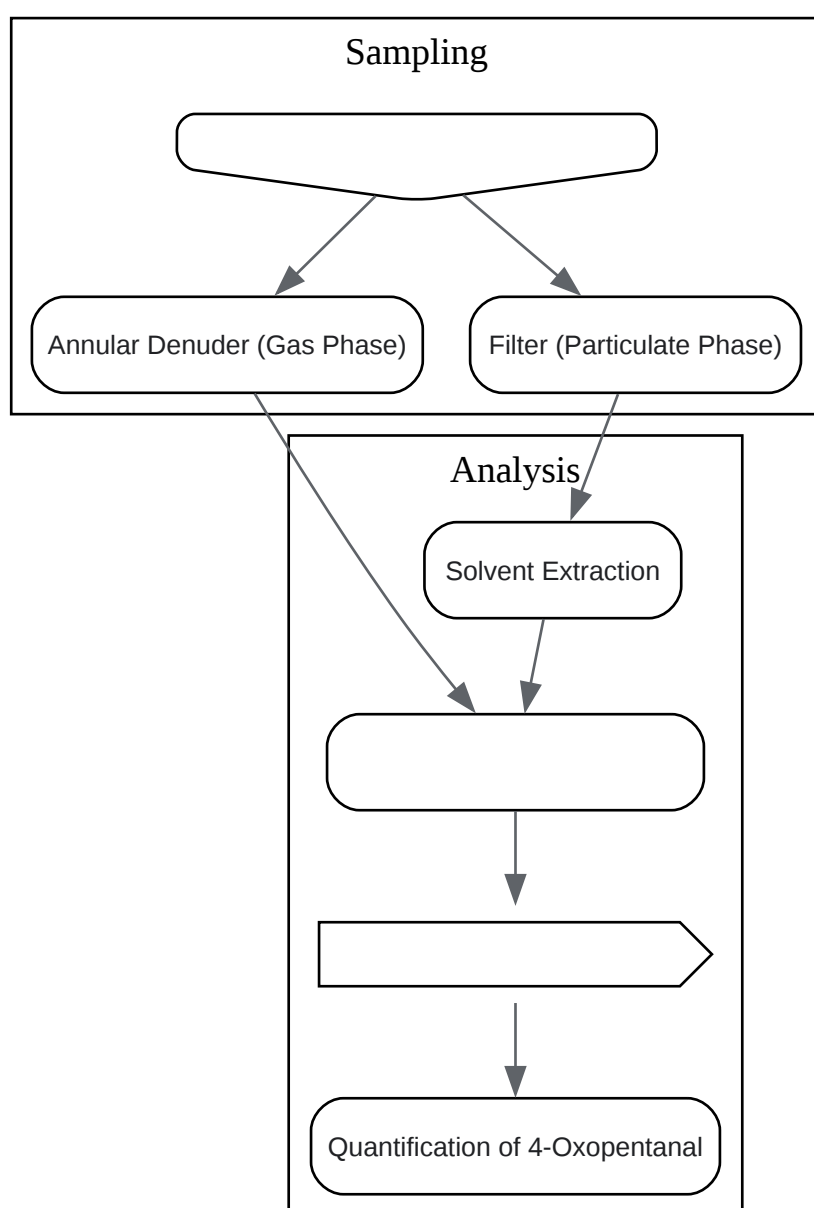 Sampling
Annular Denuder (Gas Phase)
Filter (Particulate Phase)
Analysis
Solvent Extraction
Quantification of 4-Oxopentanal